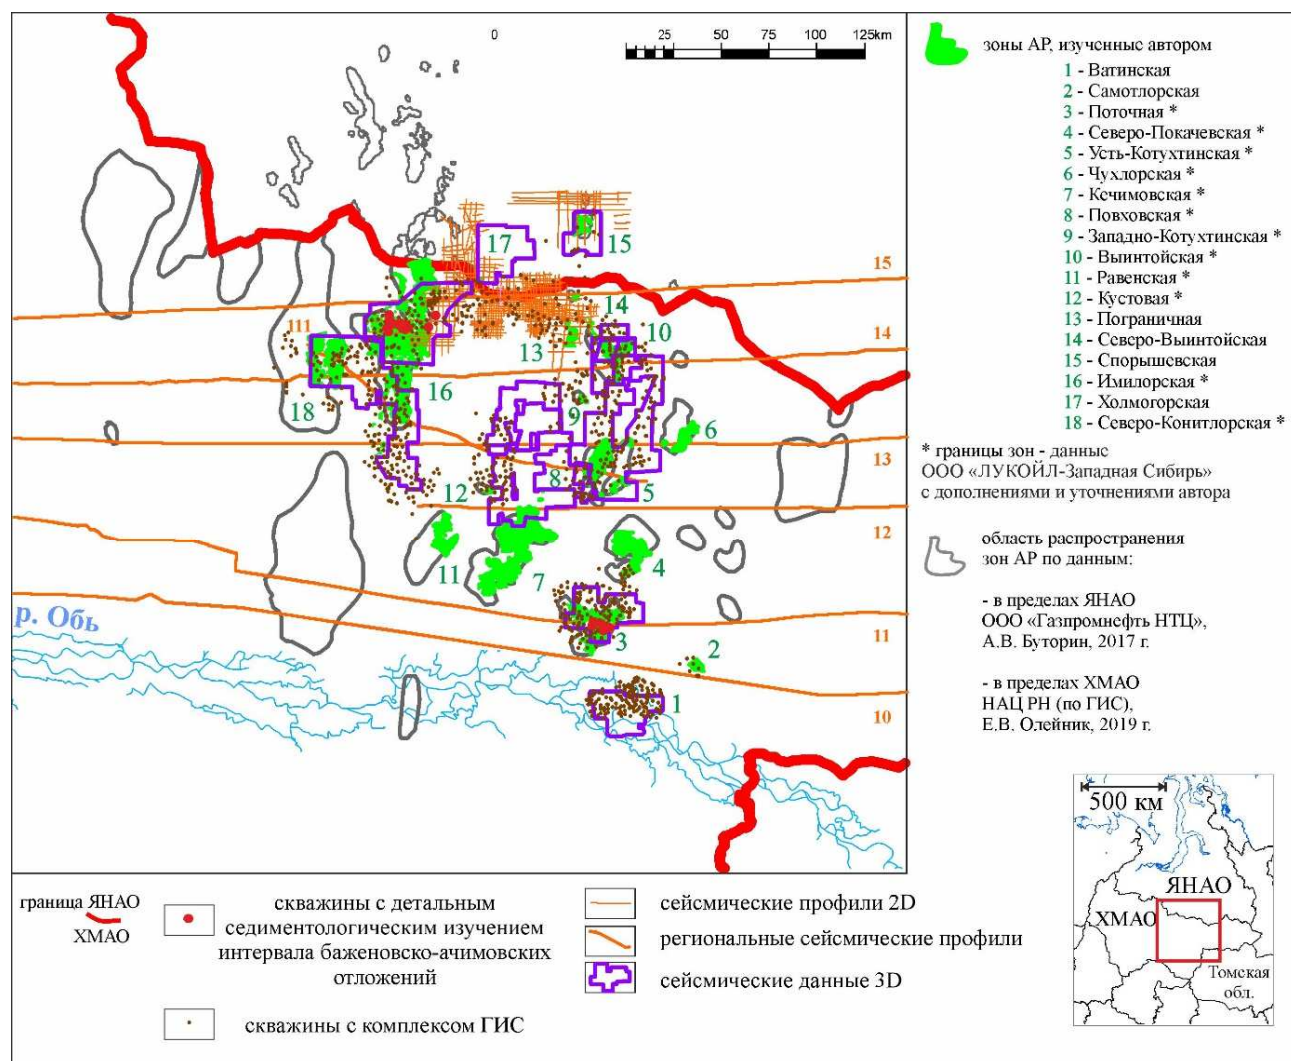 0
25
50
75
100
125km
зоны АР, изученные автором
1 - Ватинская
2 - Самотлорская
3 - Поточная *
4 - Северо-Покачевская *
5 - Усть-Котухтинская *
6 - Чухлорская *
7 - Кечимовская *
8 - Повховская *
9 - Западно-Котухтинская *
10 - Выинтойская *
11 - Равенская *
12 - Кустовая *
13 - Пограничная
14 - Северо-Выинтойская
15 - Спорышевская
16 - Имилорская *
17 - Холмогорская
18 - Северо-Конитлорская *
* границы зон - данные
ООО «ЛУКОЙЛ-Западная Сибирь»
с дополнениями и уточнениями автора
область распространения
зон АР по данным:
- в пределах ЯНАО
ООО «Газпромнефть НТЦ»,
А.В. Буторин, 2017 г.
- в пределах ХМАО
НАЦ РН (по ГИС),
Е.В. Олейник, 2019 г.
17
15
15
14
111
13
10
14
16
18
9
6
13
12
8
5
12
11
7
4
р. Обь
3
11
2
1
10
500 км
ЯНАО
ХМАО
Томская
обл.
граница ЯНАО
ХМАО
скважины с детальным
седиментологическим изучением
интервала баженовско-ачимовских
отложений
скважины с комплексом ГИС
сейсмические профили 2D
региональные сейсмические профили
сейсмические данные 3D